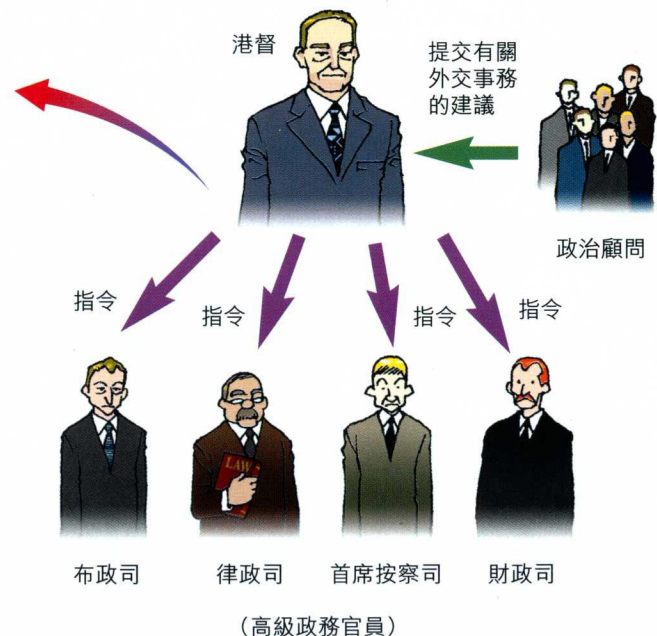 港督
提交有關
外交事務
的建議
政治顧問
指令
指令
指令
指令
LAW
布政司
律政司
首席按察司
財政司
（高級政務官員）